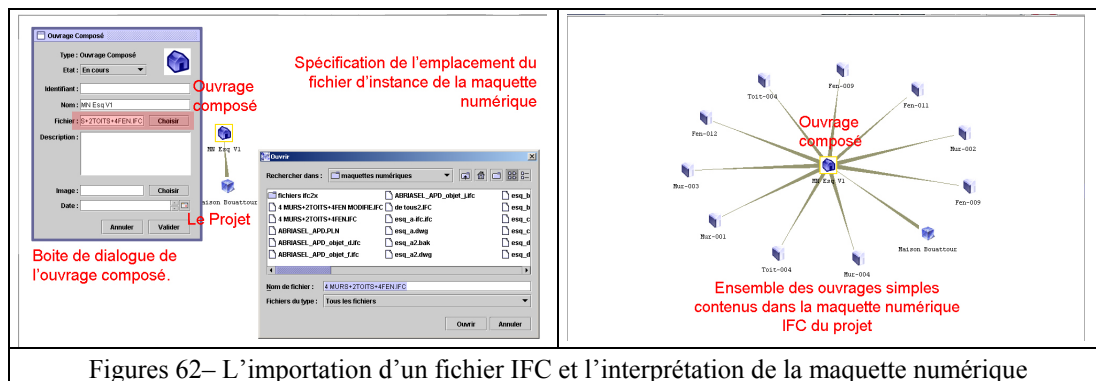 Ouvrage Composé
Type : Ouvrage Composé
Etat : En cours
Identifiant :
Nom : MN Esq V1
Fichier : S+2TOITS+4FEN.IFC Choisir
Description :
Image : Choisir
Date :
Annuler Valider
Ouvrage
composé
MN Esq V1
Maison Bouattour
Le Projet
Boite de dialogue de
l'ouvrage composé.
Spécification de l'emplacement du
fichier d'instance de la maquette
numérique
Ouvrir
Rechercher dans : maquettes numériques
fichiers ifc2x ABRIASEL_APD_objet_i.ifc esq_b
4 MURS+2TOITS+4FEN MODIFIE.IFC de tous2.IFC esq_b
4 MURS+2TOITS+4FEN.IFC esq_a-ifc.ifc esq_c
ABRIASEL_APD.PLN esq_a.dwg esq_c
ABRIASEL_APD_objet_d.ifc esq_a2.bak esq_d
ABRIASEL_APD_objet_f.ifc esq_a2.dwg esq_d
Nom de fichier : 4 MURS+2TOITS+4FEN.IFC
Fichiers du type : Tous les fichiers
Ouvrir Annuler
Fen-009
Toit-004
Fen-011
Fen-012
Ouvrage
composé
Mur-002
Mur-003
MN Esq V1
Fen-009
Mur-001
Maison Bouattour
Toit-004
Mur-004
Ensemble des ouvrages simples
contenus dans la maquette numérique
IFC du projet
Figures 62– L'importation d'un fichier IFC et l'interprétation de la maquette numérique